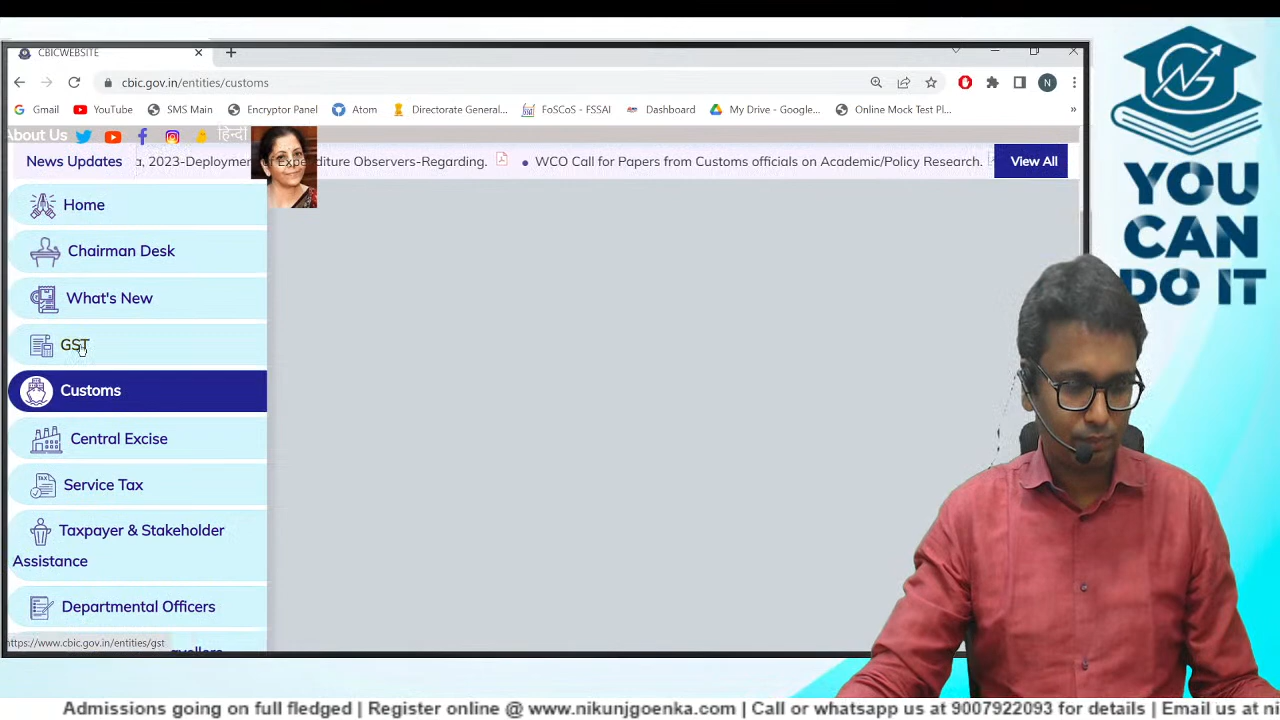 CBICWEBSITE
cbic.gov.in/entities/customs
N
Gmail YouTube SMS Main Encryptor Panel Atom Directorate Gene... FoSCoS - FSSAI Dashboard My Drive - Google... Online Mock Test Pl... »
About Us हिन्दी
News Updates a, 2023-Deployment of Expenditure Observers-Regarding. • WCO Call for Papers from Customs officials on Academic/Policy Research. View All
Home
Chairman Desk
What's New
GST
Customs
Central Excise
Service Tax
Taxpayer & Stakeholder
Assistance
Departmental Officers
https://www.cbic.gov.in/entities/gst
YOU
CAN
DO IT
Admissions going on full fledged | Register online @ www.nikunjgoenka.com | Call or whatsapp us at 9007922093 for details | Email us at ni